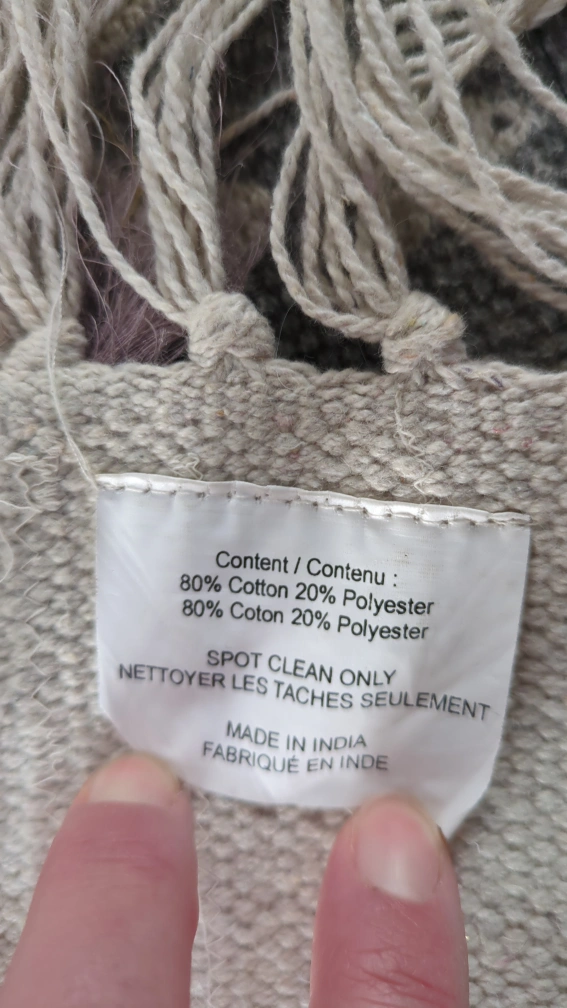 Content / Contenu :
80% Cotton 20% Polyester
80% Coton 20% Polyester
SPOT CLEAN ONLY
NETTOYER LES TACHES SEULEMENT
MADE IN INDIA
FABRIQUÉ EN INDE